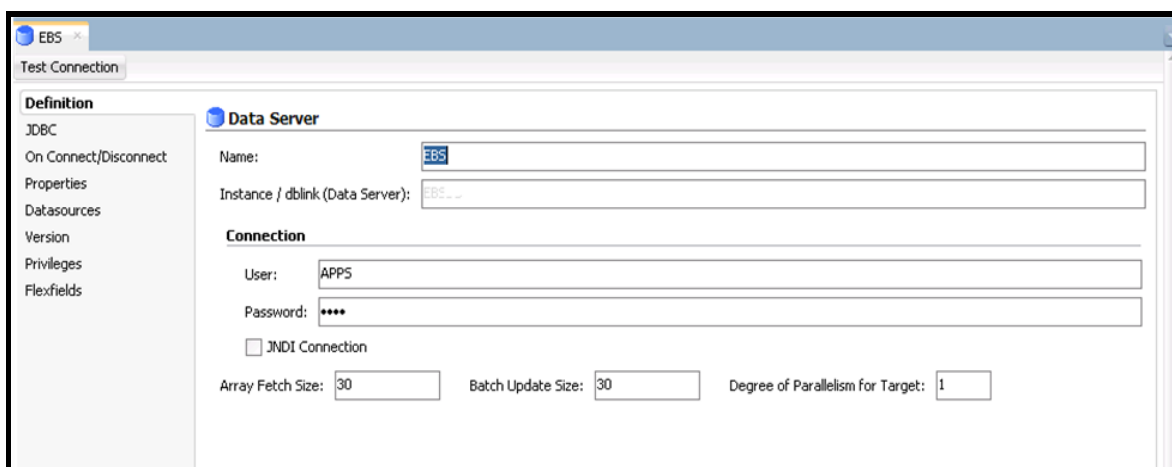 EBS
Test Connection
Definition
JDBC
On Connect/Disconnect
Properties
Datasources
Version
Privileges
Flexfields
Data Server
Name: EBS
Instance / dblink (Data Server):
Connection
User: APPS
Password: ••••
JNDI Connection
Array Fetch Size: 30 Batch Update Size: 30 Degree of Parallelism for Target: 1